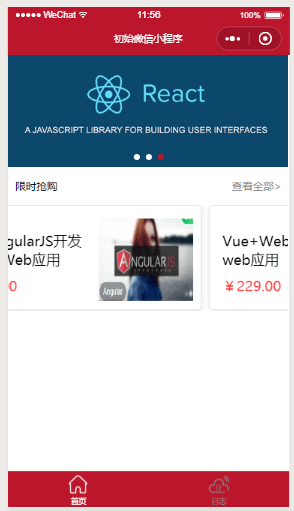 WeChat 11:56 100%
初始微信小程序
React
A JAVASCRIPT LIBRARY FOR BUILDING USER INTERFACES
限时抢购 查看全部>
gularJS开发
Web应用
00
ANGULARJS
Angular
Vue+Web
web应用
￥229.00
首页 日志